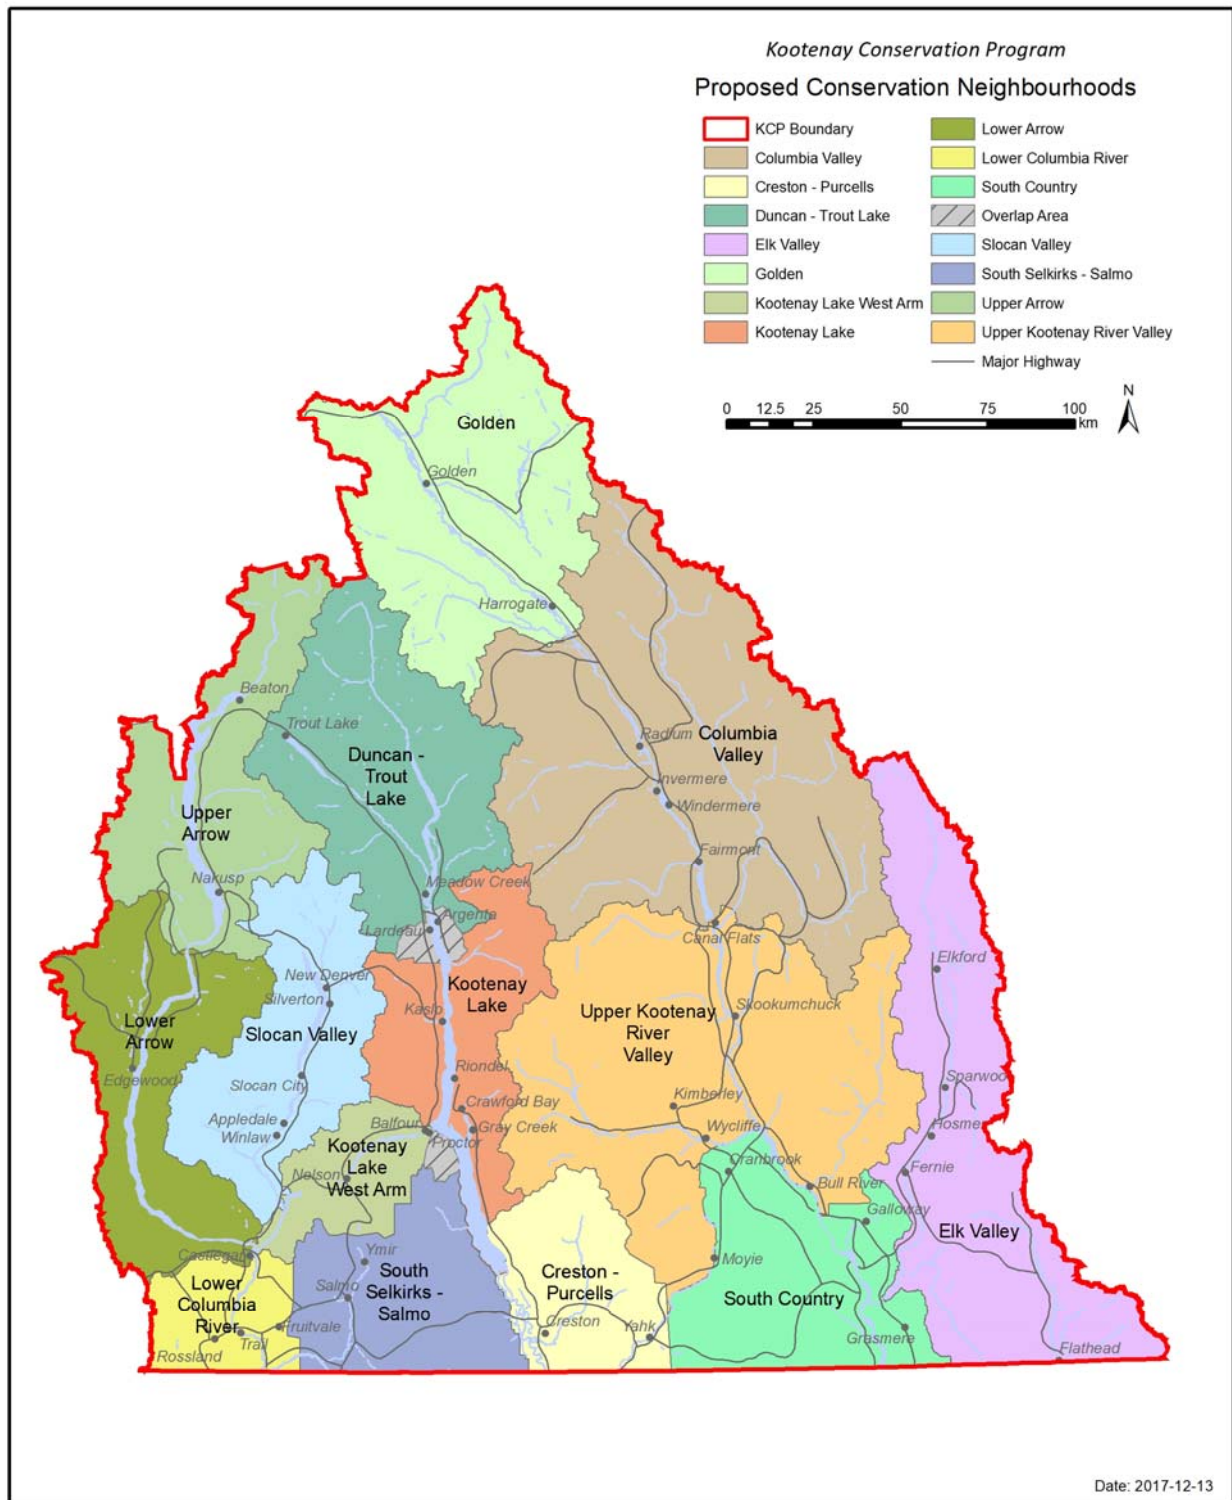 Kootenay Conservation Program
Proposed Conservation Neighbourhoods
KCP Boundary
Columbia Valley
Creston - Purcells
Duncan - Trout Lake
Elk Valley
Golden
Kootenay Lake West Arm
Kootenay Lake
Lower Arrow
Lower Columbia River
South Country
Overlap Area
Slocan Valley
South Selkirks - Salmo
Upper Arrow
Upper Kootenay River Valley
Major Highway
0 12.5 25 50 75 100
km
N
Golden
Golden
Harrogate
Beaton
Trout Lake
Duncan -
Trout
Lake
Radium
Columbia
Valley
Invermere
Windermere
Upper
Arrow
Fairmont
Nakusp
Meadow Creek
Argenta
Lardeau
Canal Flats
Elkford
New Denver
Silverton
Kootenay
Lake
Kaslo
Skookumchuck
Upper Kootenay
River
Valley
Lower
Arrow
Slocan Valley
Edgewood
Slocan City
Riondel
Sparwoo
Kimberley
Crawford Bay
Appledale
Winlaw
Balfour
Gray Creek
Proctor
Wycliffe
Hosmer
Kootenay
Lake
West Arm
Nelson
Cranbrook
Fernie
Bull River
Galloway
Elk Valley
Castlegar
Ymir
Moyie
South
Selkirks -
Salmo
Salmo
Creston -
Purcells
Lower
Columbia
River
South Country
Fruitvale
Trail
Rossland
Creston
Yahk
Grasmere
Flathead
Date: 2017-12-13